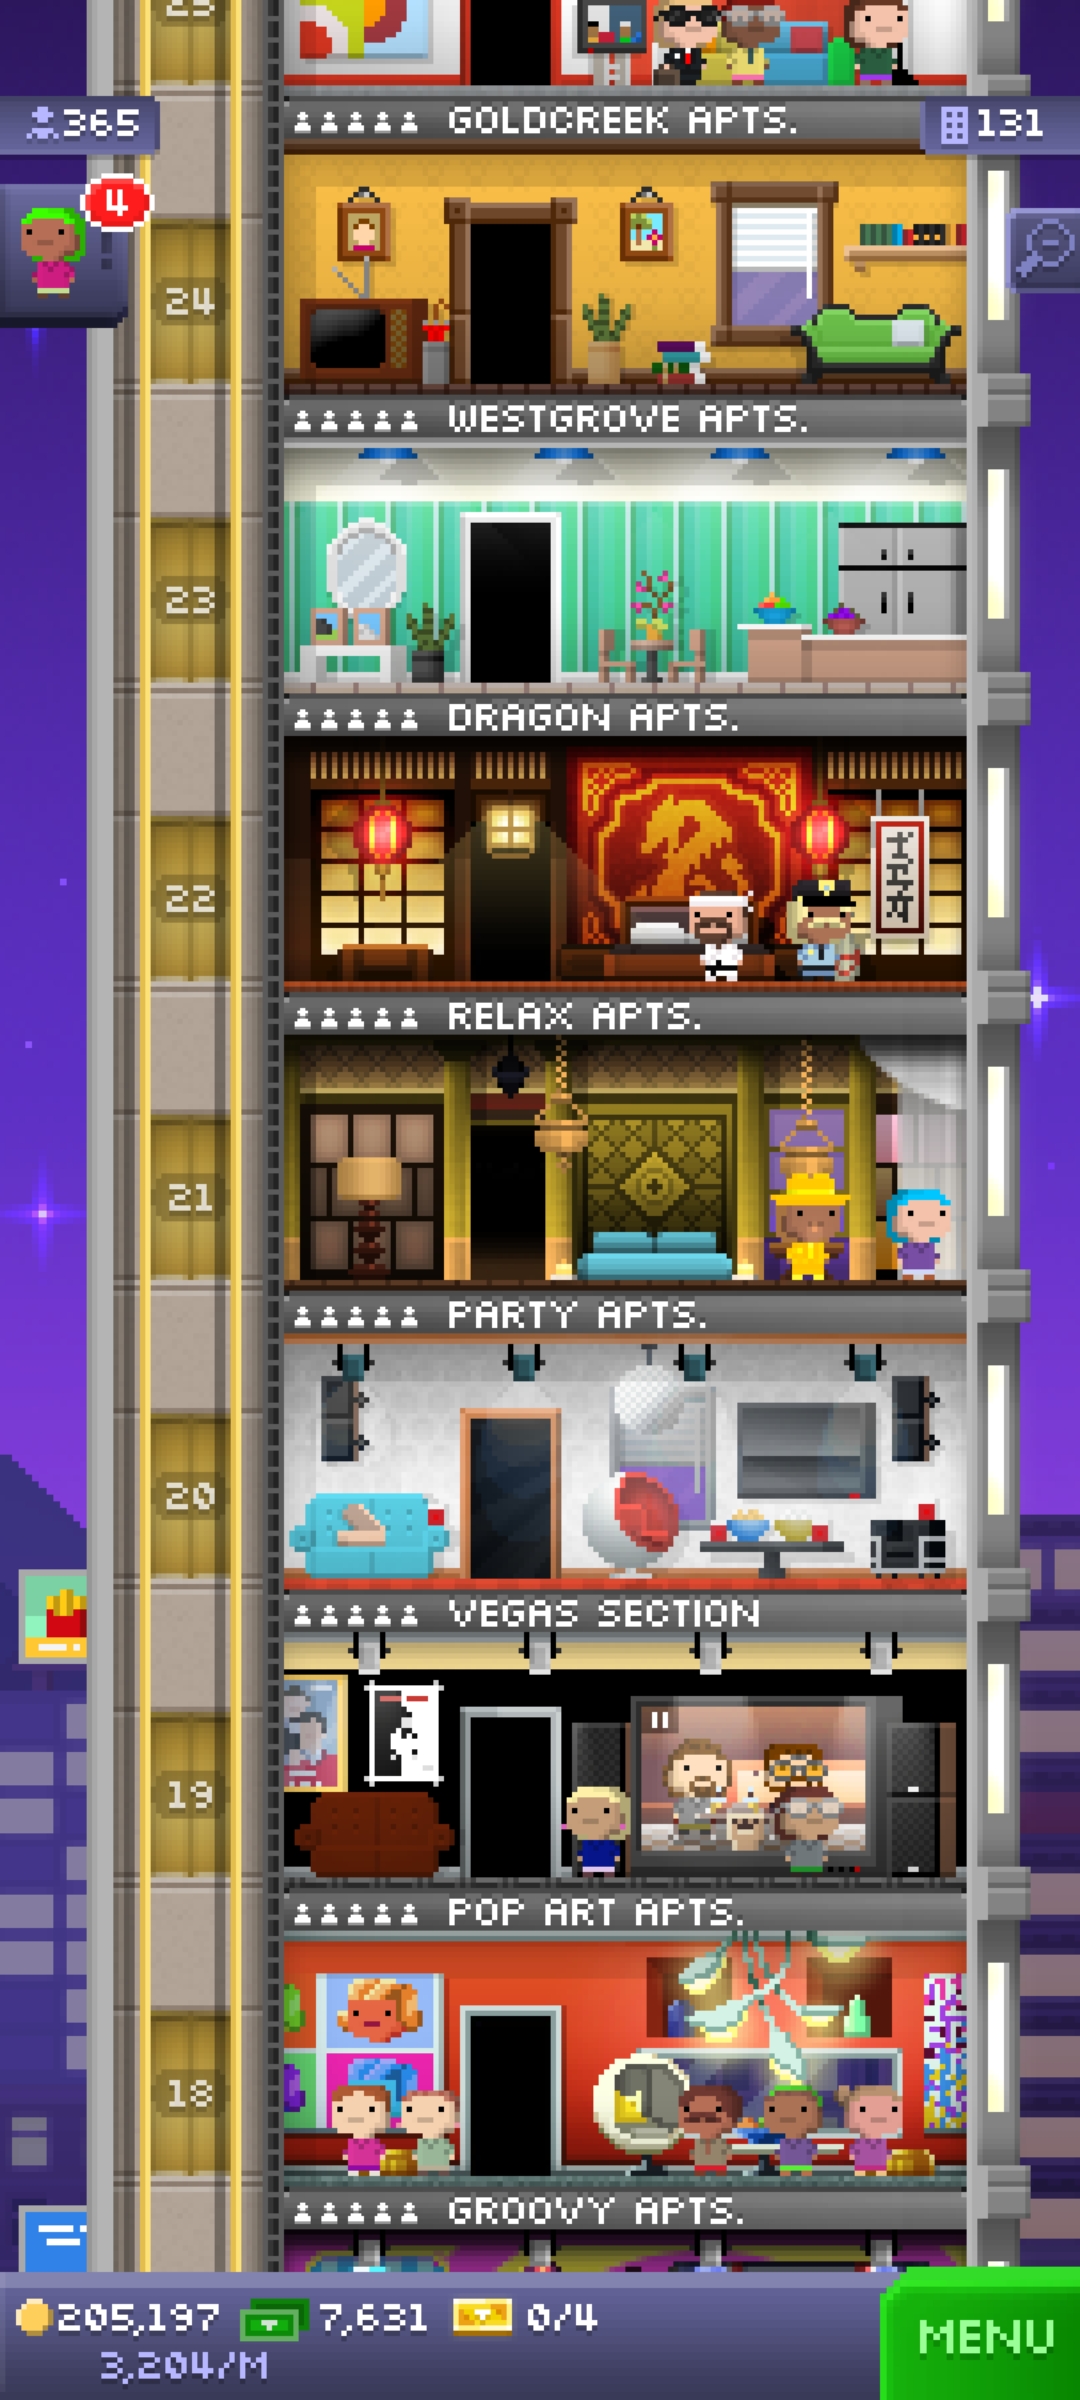 25
GOLDCREEK APTS.
365
131
4
24
WESTGROVE APTS.
23
DRAGON APTS.
22
RELAX APTS.
21
PARTY APTS.
20
VEGAS SECTION
19
POP ART APTS.
18
GROOVY APTS.
205,197 7,631 0/4
3,204/M
MENU